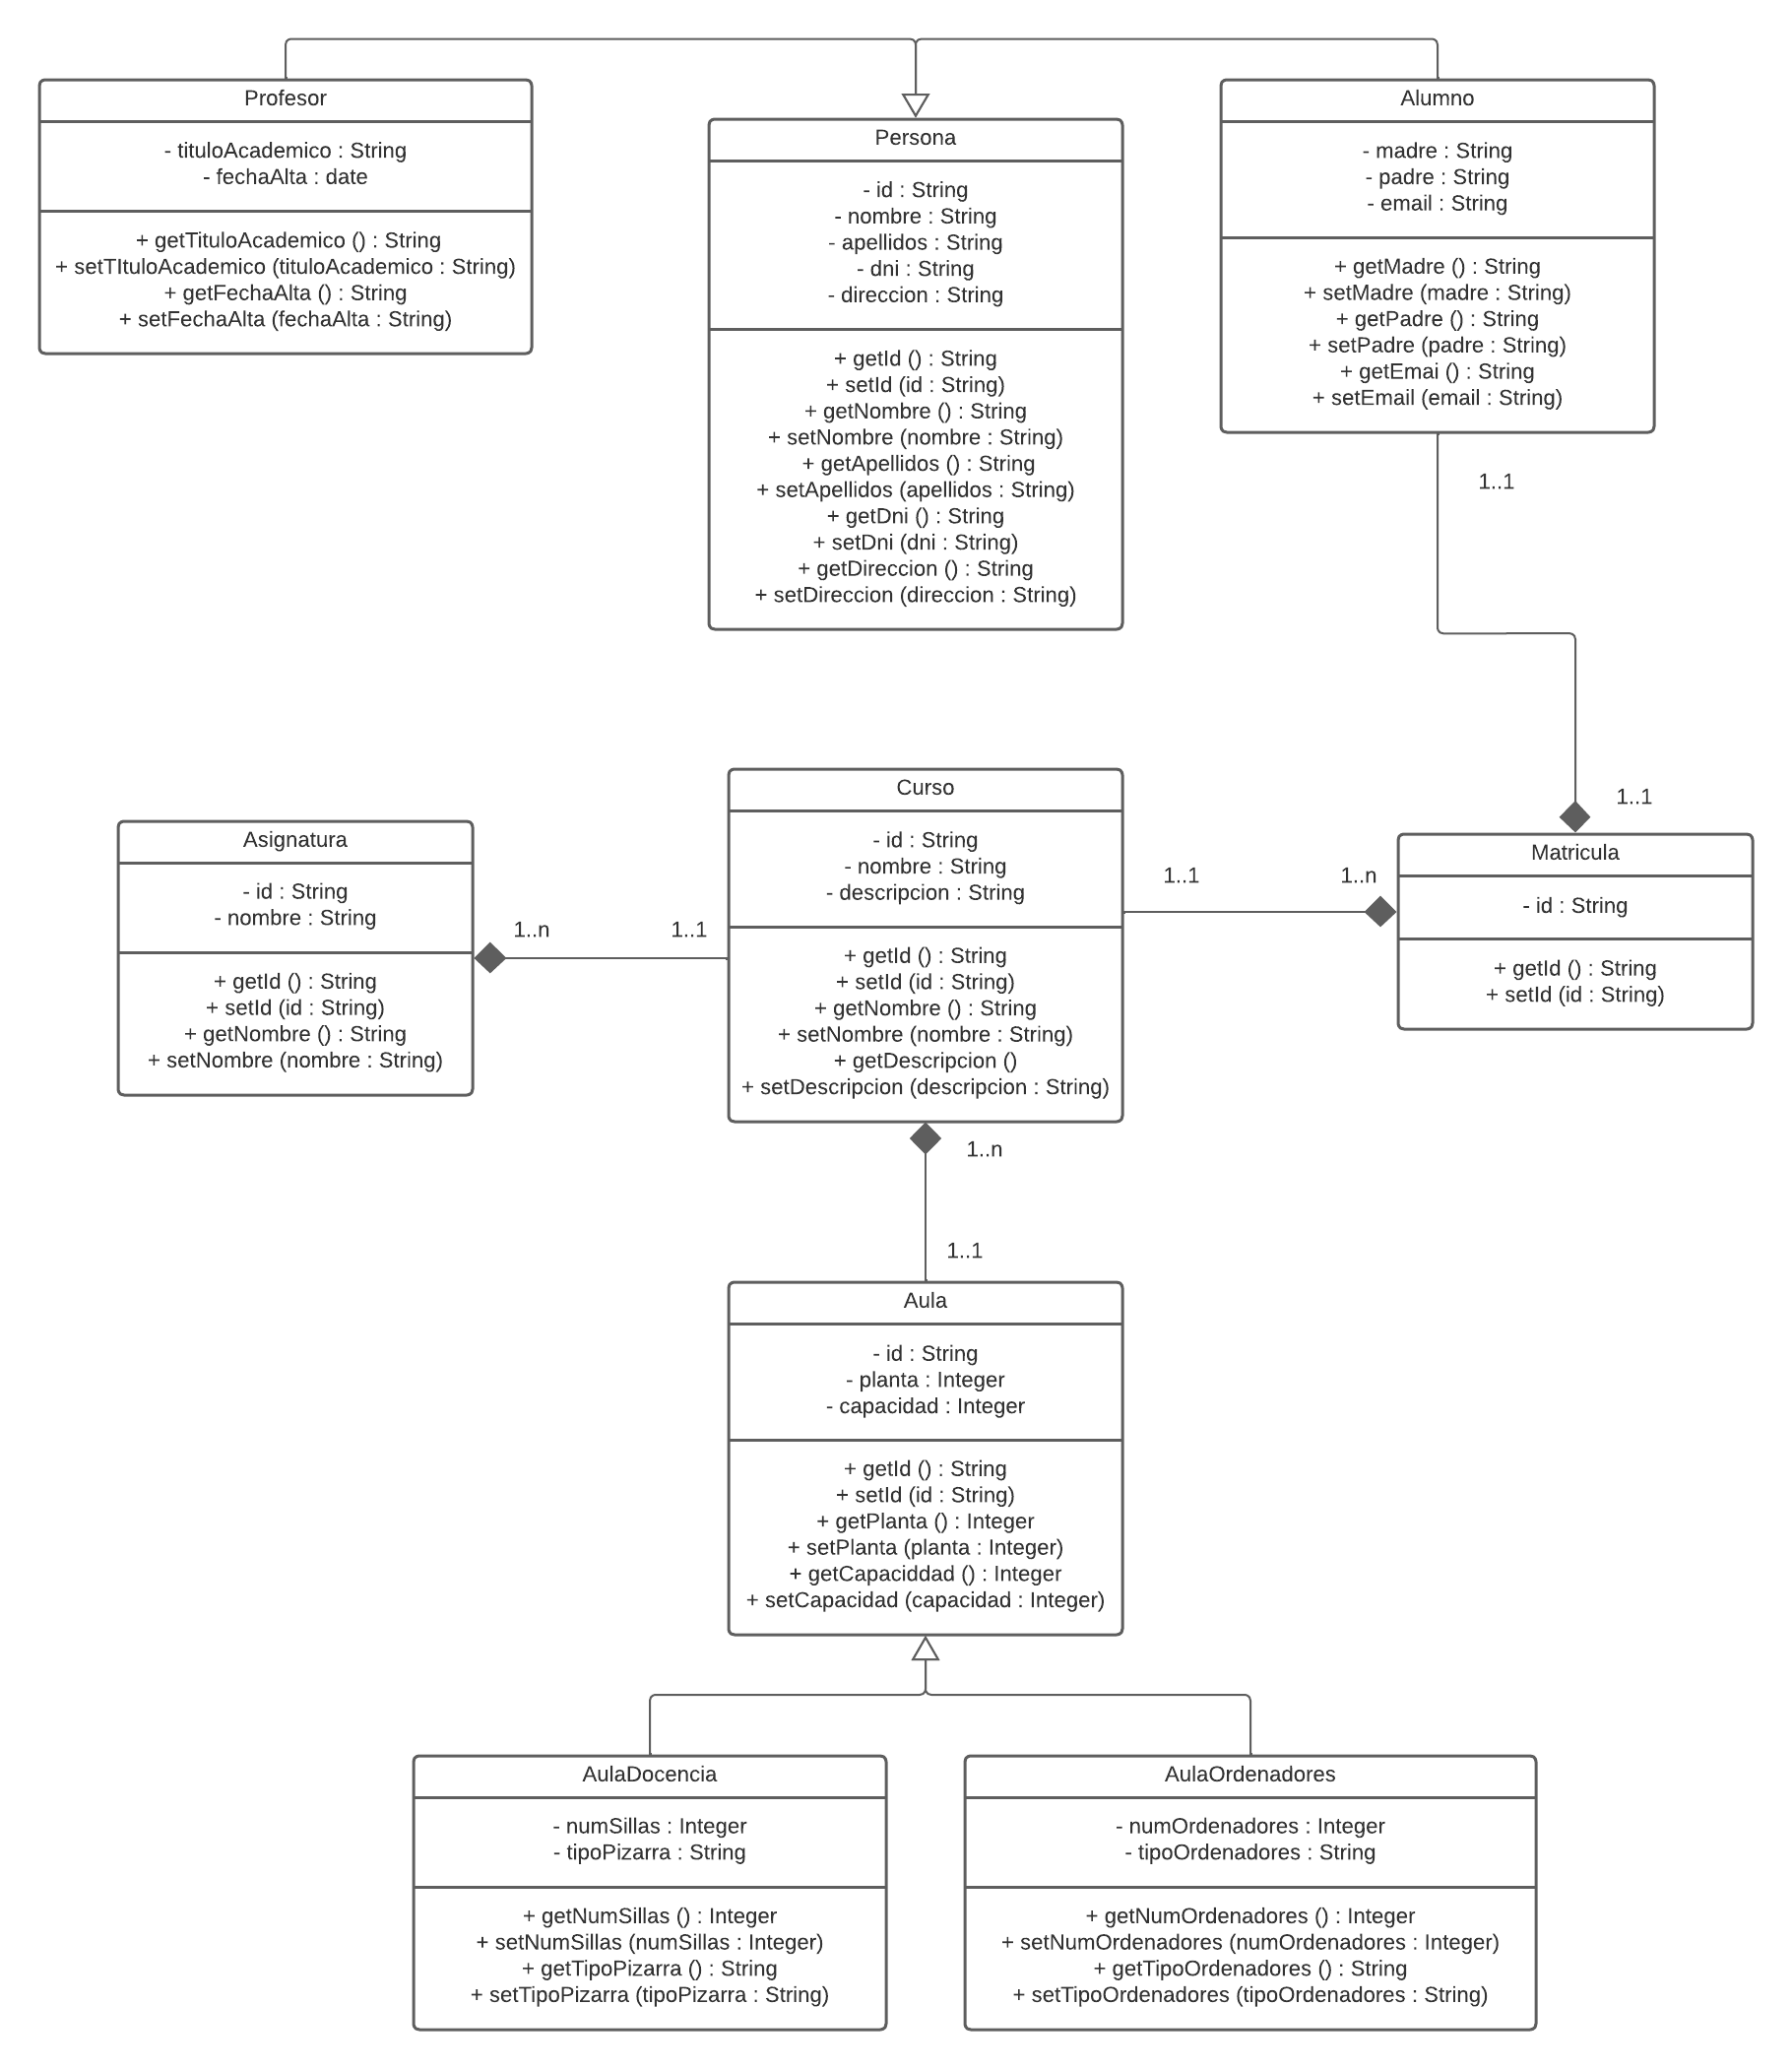 Profesor
- tituloAcademico : String
- fechaAlta : date
+ getTituloAcademico () : String
+ setTItuloAcademico (tituloAcademico : String)
+ getFechaAlta () : String
+ setFechaAlta (fechaAlta : String)
Persona
- id : String
- nombre : String
- apellidos : String
- dni : String
- direccion : String
+ getId () : String
+ setId (id : String)
+ getNombre () : String
+ setNombre (nombre : String)
+ getApellidos () : String
+ setApellidos (apellidos : String)
+ getDni () : String
+ setDni (dni : String)
+ getDireccion () : String
+ setDireccion (direccion : String)
Alumno
- madre : String
- padre : String
- email : String
+ getMadre () : String
+ setMadre (madre : String)
+ getPadre () : String
+ setPadre (padre : String)
+ getEmai () : String
+ setEmail (email : String)
1..1
1..1
Asignatura
- id : String
- nombre : String
+ getId () : String
+ setId (id : String)
+ getNombre () : String
+ setNombre (nombre : String)
1..n
1..1
Curso
- id : String
- nombre : String
- descripcion : String
+ getId () : String
+ setId (id : String)
+ getNombre () : String
+ setNombre (nombre : String)
+ getDescripcion ()
+ setDescripcion (descripcion : String)
1..1
1..n
Matricula
- id : String
+ getId () : String
+ setId (id : String)
1..n
1..1
Aula
- id : String
- planta : Integer
- capacidad : Integer
+ getId () : String
+ setId (id : String)
+ getPlanta () : Integer
+ setPlanta (planta : Integer)
+ getCapaciddad () : Integer
+ setCapacidad (capacidad : Integer)
AulaDocencia
- numSillas : Integer
- tipoPizarra : String
+ getNumSillas () : Integer
+ setNumSillas (numSillas : Integer)
+ getTipoPizarra () : String
+ setTipoPizarra (tipoPizarra : String)
AulaOrdenadores
- numOrdenadores : Integer
- tipoOrdenadores : String
+ getNumOrdenadores () : Integer
+ setNumOrdenadores (numOrdenadores : Integer)
+ getTipoOrdenadores () : String
+ setTipoOrdenadores (tipoOrdenadores : String)